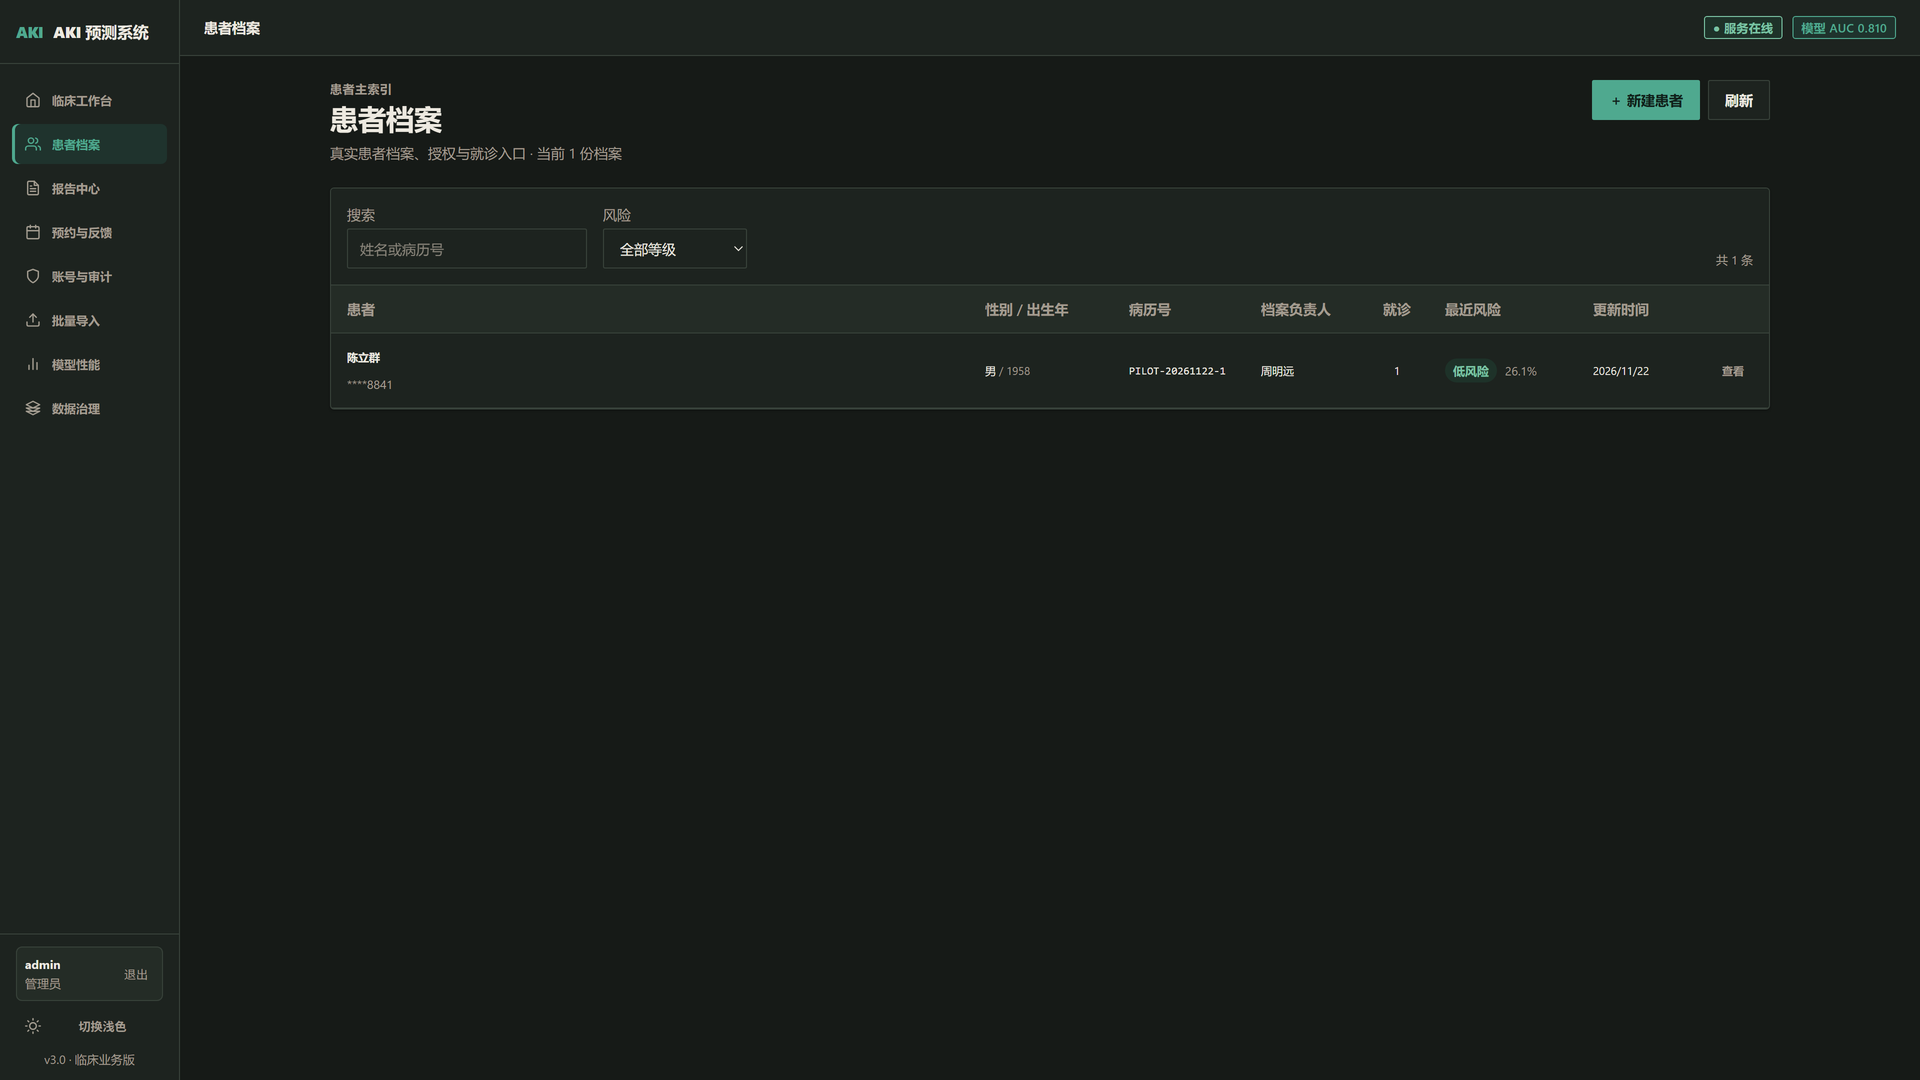 AKI AKI 预测系统
临床工作台
患者档案
报告中心
预约与反馈
账号与审计
批量导入
模型性能
数据治理
admin
管理员
退出
切换浅色
v3.0 · 临床业务版
患者档案
服务在线
模型 AUC 0.810
患者主索引
患者档案
真实患者档案、授权与就诊入口 · 当前 1 份档案
+ 新建患者
刷新
搜索
风险
姓名或病历号
全部等级
共 1 条
患者 性别 / 出生年 病历号 档案负责人 就诊 最近风险 更新时间
陈立群
****8841
男 / 1958 PILOT-20261122-1 周明远 1 低风险 26.1% 2026/11/22 查看